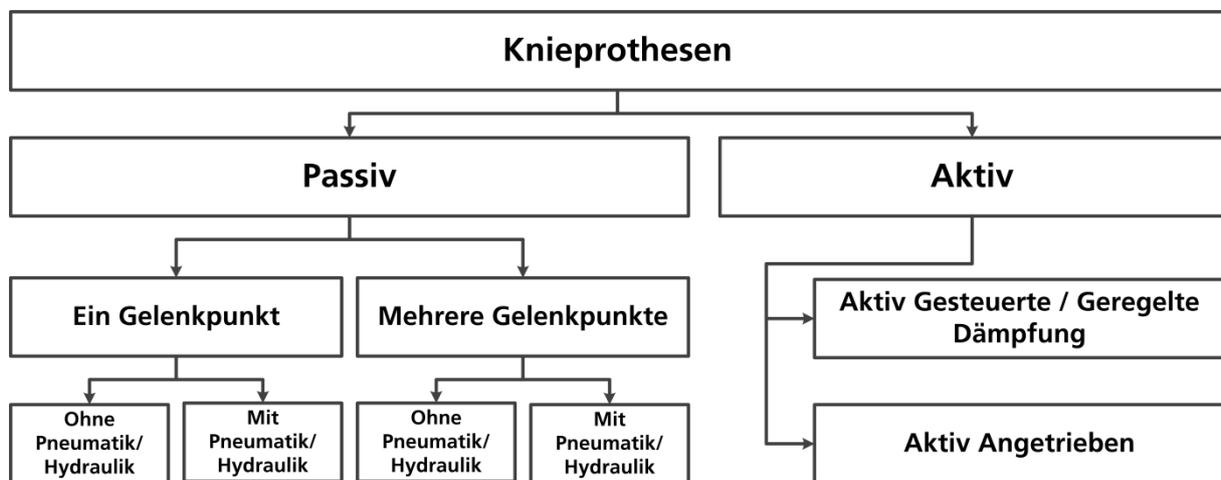 Knieprothesen
Passiv
Aktiv
Ein Gelenkpunkt
Mehrere Gelenkpunkte
Aktiv Gesteuerte / Geregelte
Dämpfung
Ohne
Pneumatik/
Hydraulik
Mit
Pneumatik/
Hydraulik
Ohne
Pneumatik/
Hydraulik
Mit
Pneumatik/
Hydraulik
Aktiv Angetrieben